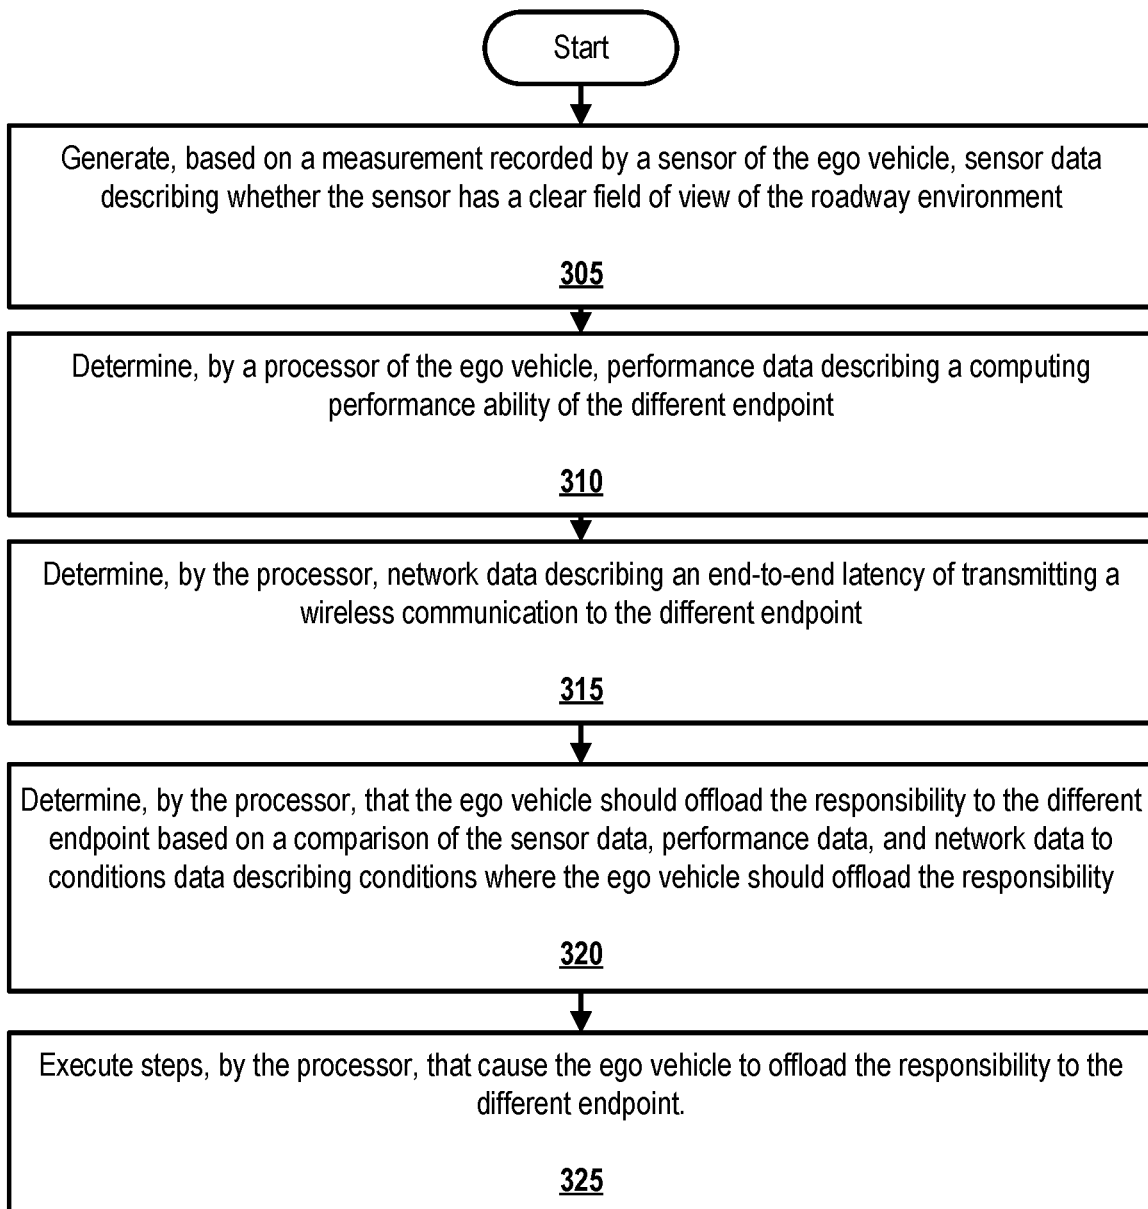 Start
Generate, based on a measurement recorded by a sensor of the ego vehicle, sensor data
describing whether the sensor has a clear field of view of the roadway environment
305
Determine, by a processor of the ego vehicle, performance data describing a computing
performance ability of the different endpoint
310
Determine, by the processor, network data describing an end-to-end latency of transmitting a
wireless communication to the different endpoint
315
Determine, by the processor, that the ego vehicle should offload the responsibility to the different
endpoint based on a comparison of the sensor data, performance data, and network data to
conditions data describing conditions where the ego vehicle should offload the responsibility
320
Execute steps, by the processor, that cause the ego vehicle to offload the responsibility to the
different endpoint.
325